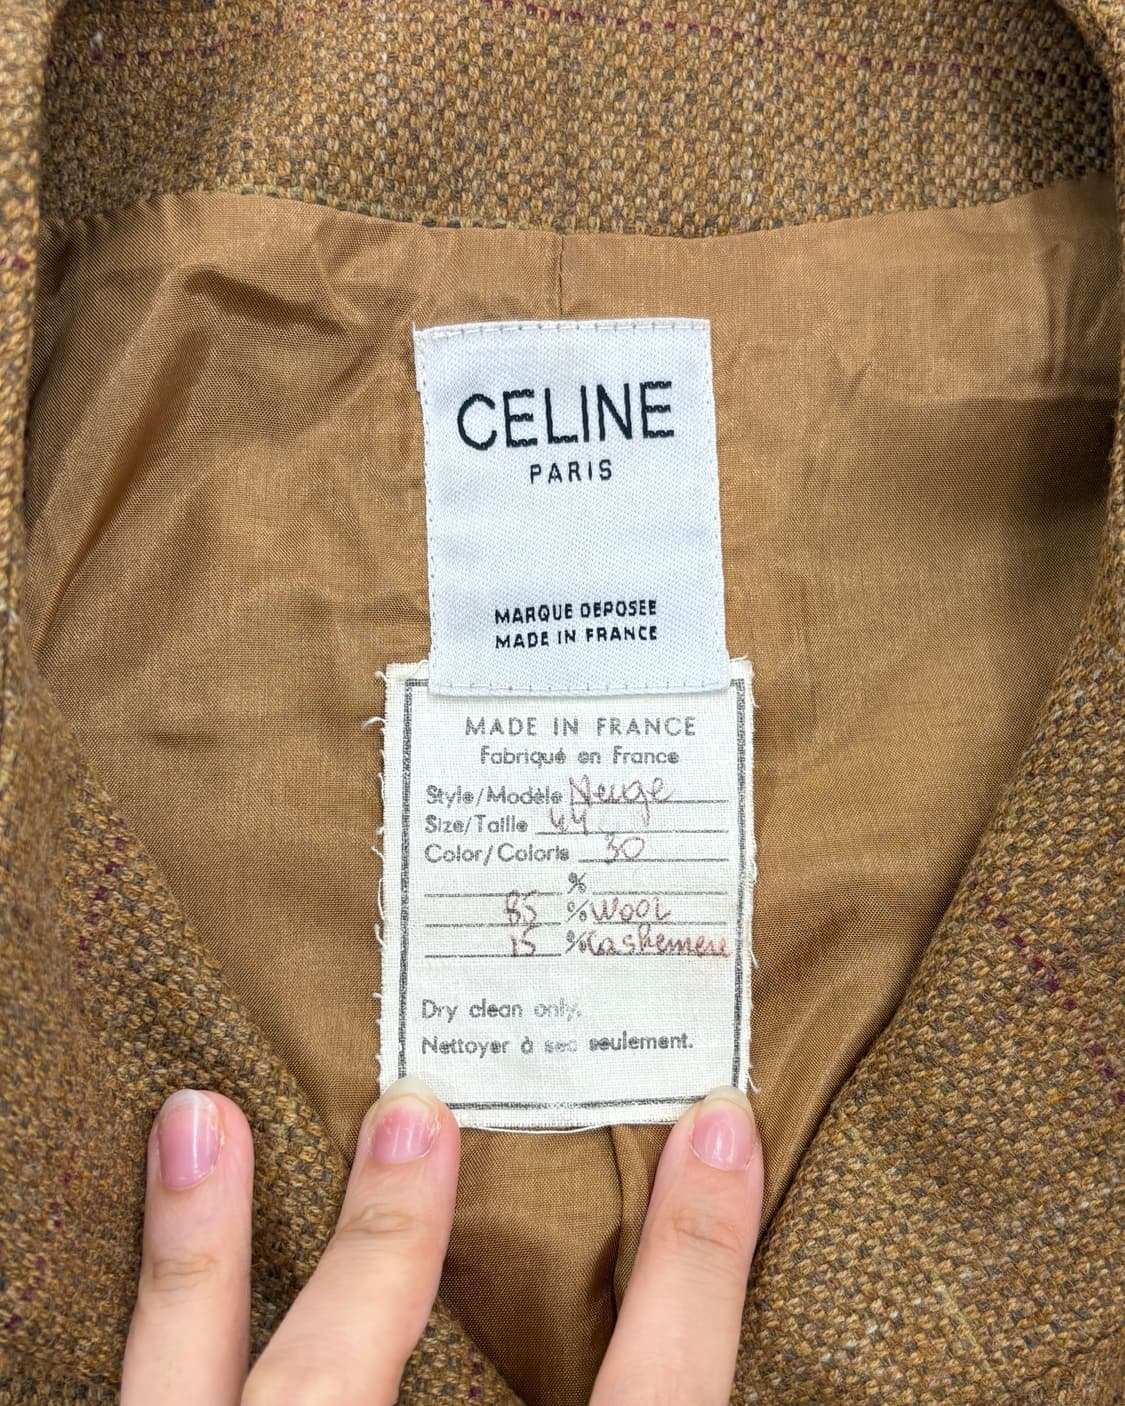 CELINE
PARIS
MARQUE DEPOSEE
MADE IN FRANCE
MADE IN FRANCE
Fabriqué en France
Style/Modèle Neige
Size/Taille 44
Color/Coloris 30
%
85 % WOOL
15 % Cashemere
Dry clean only.
Nettoyer à sec seulement.